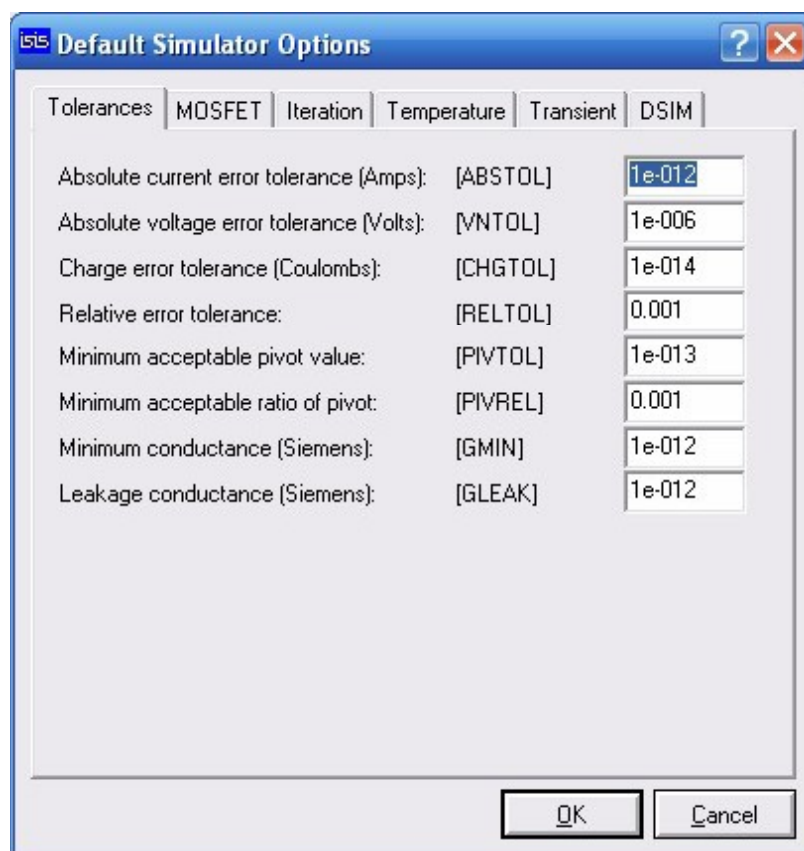 isis Default Simulator Options
Tolerances MOSFET Iteration Temperature Transient DSIM
Absolute current error tolerance (Amps): [ABSTOL] 1e-012
Absolute voltage error tolerance (Volts): [VNTOL] 1e-006
Charge error tolerance (Coulombs): [CHGTOL] 1e-014
Relative error tolerance: [RELTOL] 0.001
Minimum acceptable pivot value: [PIVTOL] 1e-013
Minimum acceptable ratio of pivot: [PIVREL] 0.001
Minimum conductance (Siemens): [GMIN] 1e-012
Leakage conductance (Siemens): [GLEAK] 1e-012
OK Cancel